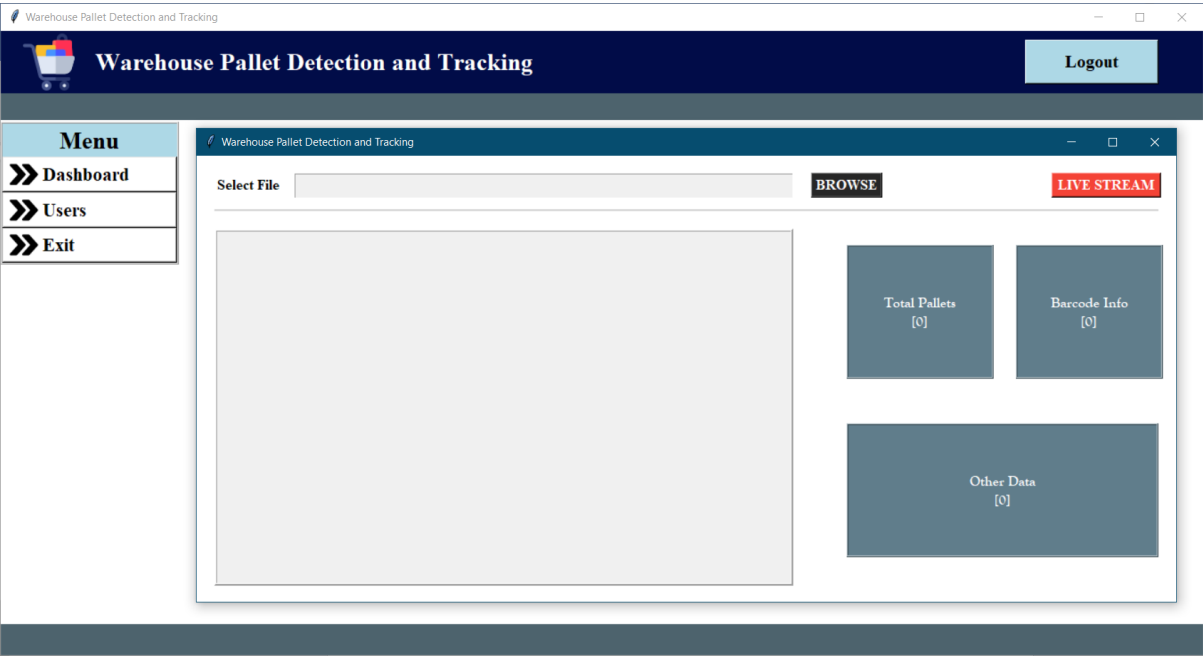 Warehouse Pallet Detection and Tracking
Warehouse Pallet Detection and Tracking
Logout
Menu
Dashboard
Users
Exit
Warehouse Pallet Detection and Tracking
Select File
BROWSE
LIVE STREAM
Total Pallets
[0]
Barcode Info
[0]
Other Data
[0]